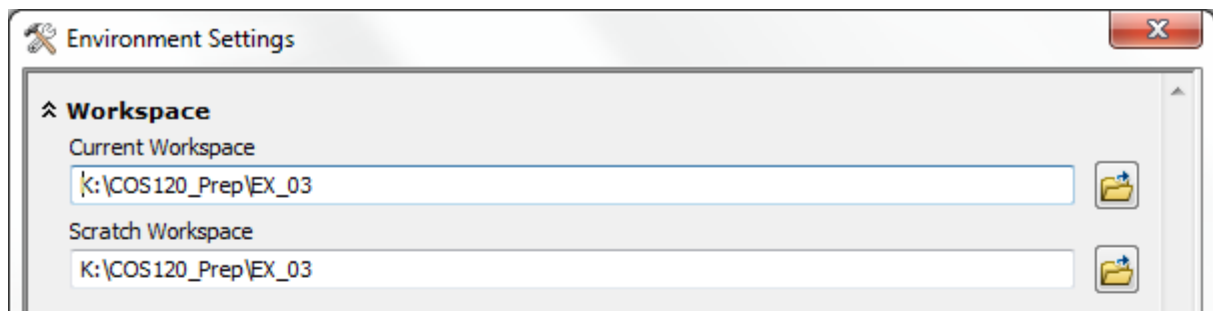 Environment Settings
Workspace
Current Workspace
K:\COS120_Prep\EX_03
Scratch Workspace
K:\COS120_Prep\EX_03